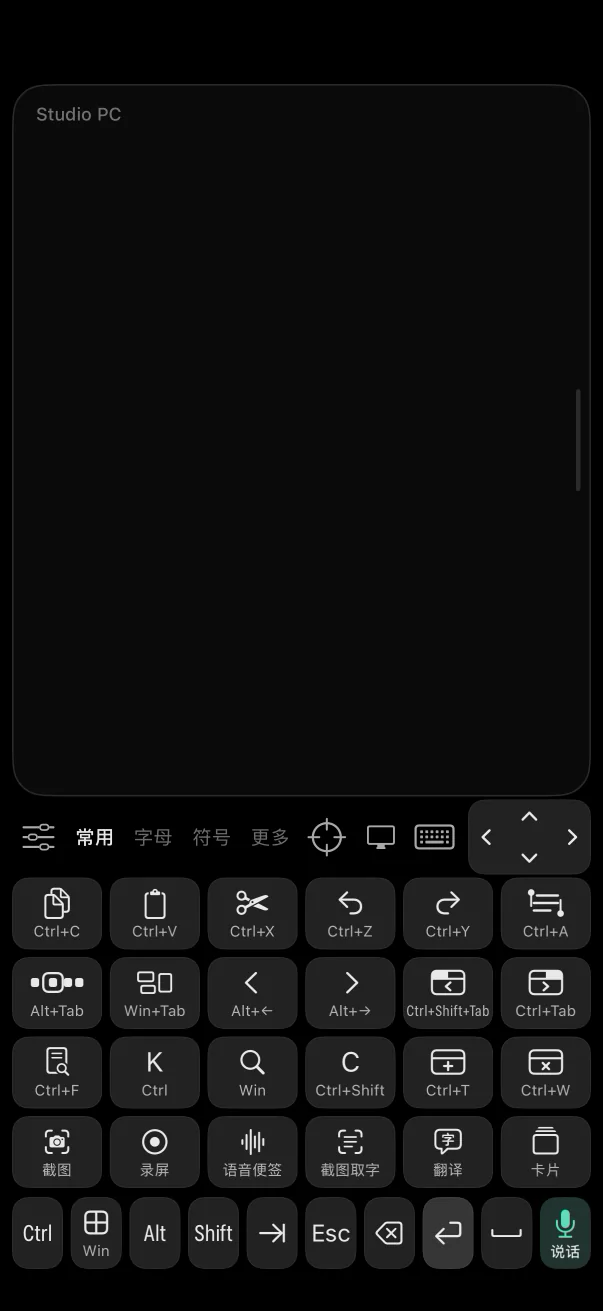 Studio PC
常用 字母 符号 更多
Ctrl+C Ctrl+V Ctrl+X Ctrl+Z Ctrl+Y Ctrl+A
Alt+Tab Win+Tab Alt+← Alt+→ Ctrl+Shift+Tab Ctrl+Tab
K C
Ctrl+F Ctrl Win Ctrl+Shift Ctrl+T Ctrl+W
字
截图 录屏 语音便签 截图取字 翻译 卡片
Ctrl Win Alt Shift Esc 说话